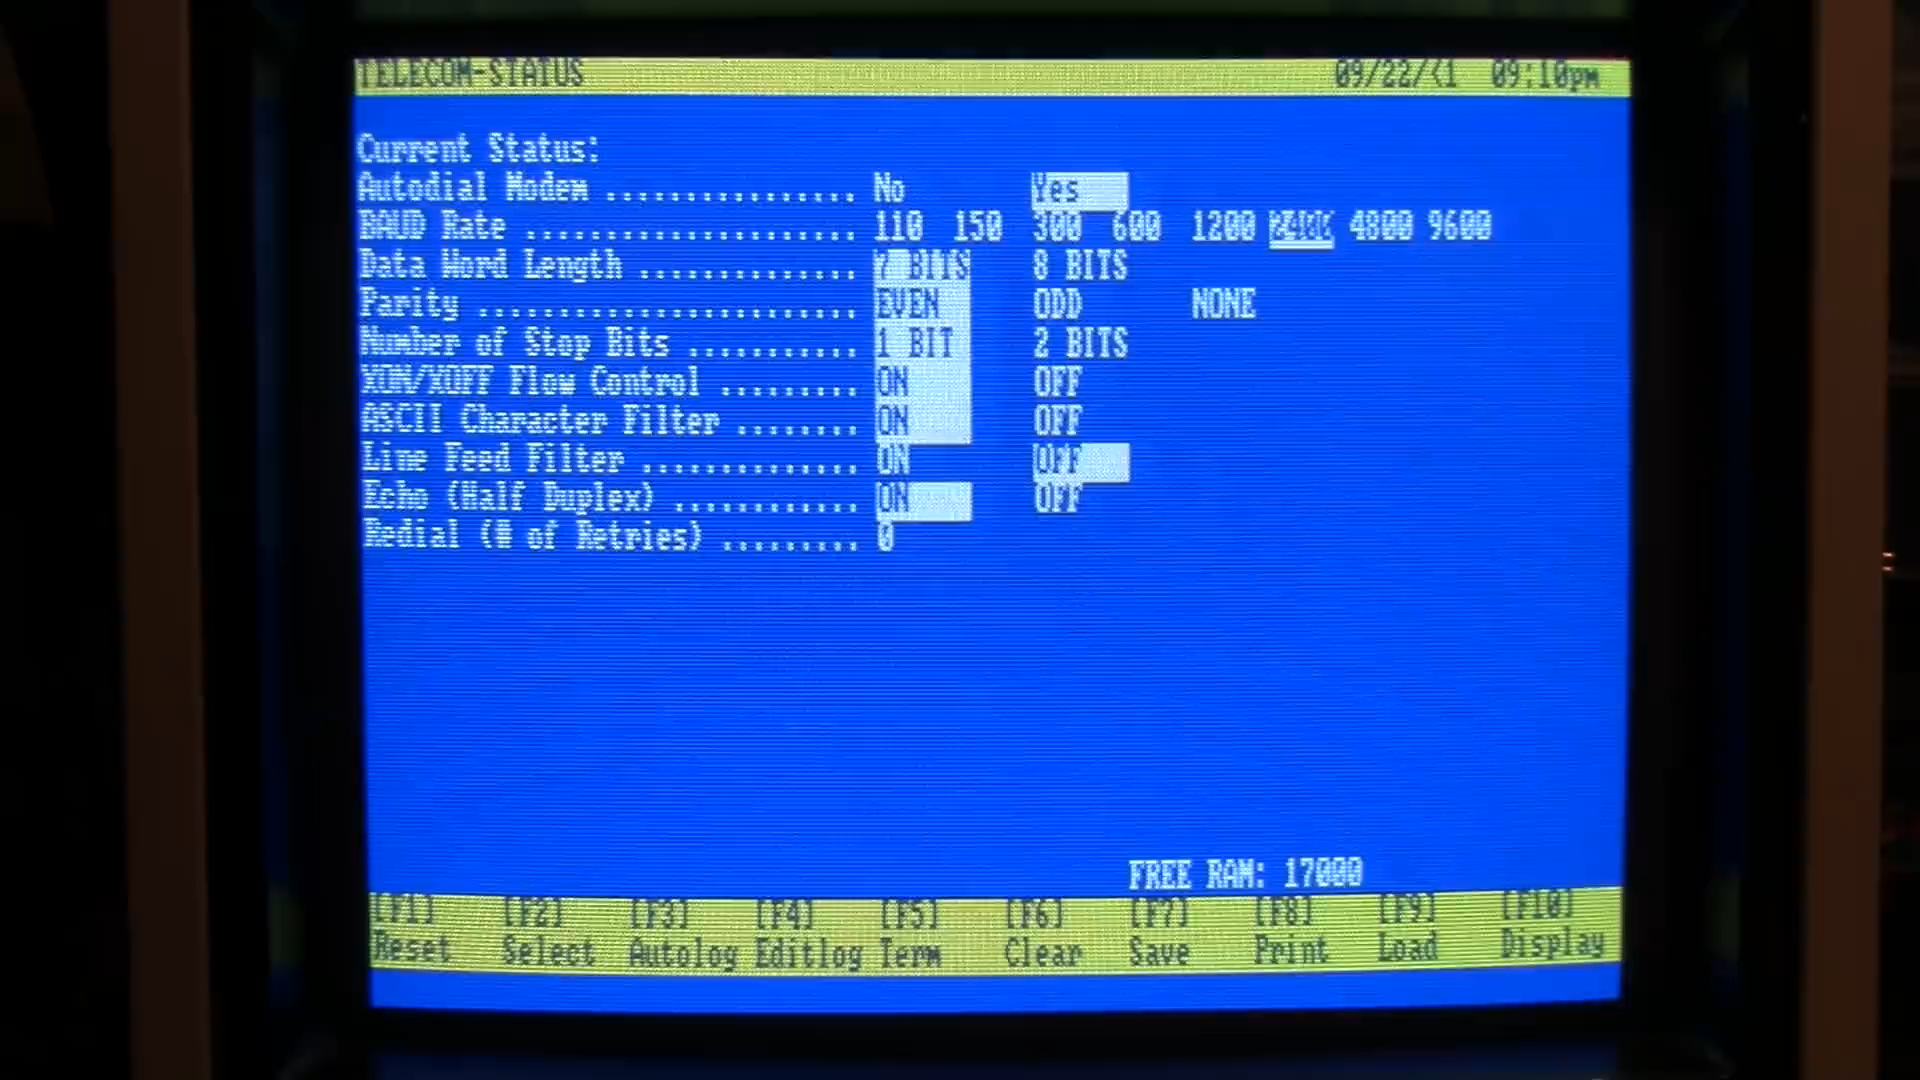 TELECOM-STATUS 09/22/<1 09:10pm
Current Status:
Autodial Modem ............... No Yes
BAUD Rate .................... 110 150 300 600 1200 2400 4800 9600
Data Word Length ............. 7 BITS 8 BITS
Parity ....................... EVEN ODD NONE
Number of Stop Bits .......... 1 BIT 2 BITS
XON/XOFF Flow Control ........ ON OFF
ASCII Character Filter ....... ON OFF
Line Feed Filter ............. ON OFF
Echo (Half Duplex) ........... ON OFF
Redial (# of Retries) ........ 0
FREE RAM: 17000
[F1] [F2] [F3] [F4] [F5] [F6] [F7] [F8] [F9] [F10]
Reset Select Autolog Editlog Term Clear Save Print Load Display